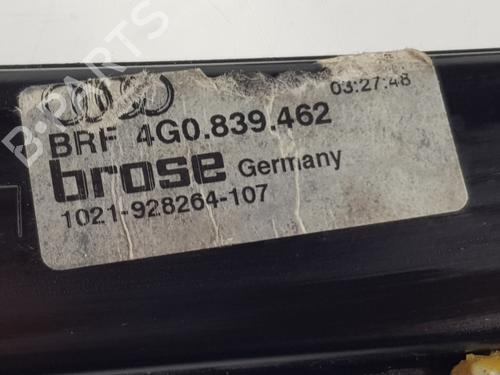 03:27:48
BRF 4G0.839.462
brose Germany
1021-928264-107
B-PARTS